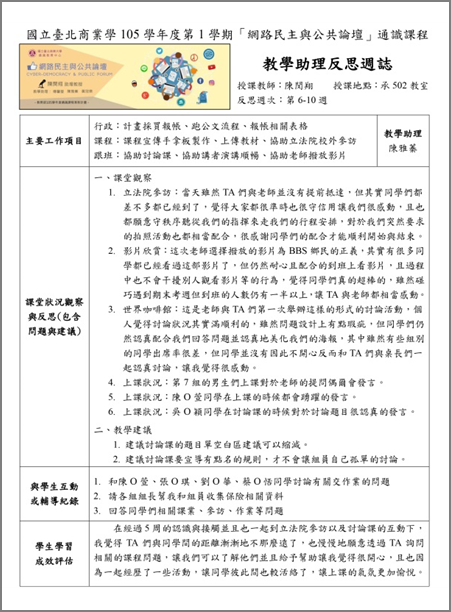 國立臺北商業學 105 學年度第 1 學期「網路民主與公共論壇」通識課程
網路民主與公共論壇
CYBER-DEMOCRACY & PUBLIC FORUM
教學助理反思週誌
授課教師：陳閔翔　授課地點：承 502 教室
反思週次：第 6-10 週
主要工作項目
行政：計畫採買報帳、跑公文流程、報帳相關表格
課程：課程宣傳手拿板製作、上傳教材、協助立法院校外參訪
跟班：協助討論課、協助講者演講順暢、協助老師撥放影片
教學助理
陳雅蓁
課堂狀況觀察
與反思(包含
問題與建議)
一、課堂觀察
1. 立法院參訪：當天雖然 TA 們與老師並沒有提前抵達，但其實同學們都
差不多都已經到了，覺得大家都很準時也很守信用讓我們很感動，且也
都願意守秩序聽從我們的指揮來走我們的行程安排，對於我們突然要求
的拍照活動也都相當配合，很感謝同學們的配合才能順利開始與結束。
2. 影片欣賞：這次老師選擇撥放的影片為 BBS 鄉民的正義，其實有很多同
學都已經看過這部影片了，但仍然耐心且配合的到班上看影片，且過程
中也不會干擾別人觀看影片等的行為，覺得同學們真的超棒的，雖然碰
巧遇到期末考週但到班的人數仍有一半以上，讓 TA 與老師都相當感動。
3. 世界咖啡館：這是老師與 TA 們第一次舉辦這樣的形式的討論活動，個
人覺得討論狀況其實滿順利的，雖然問題設計上有點瑕疵，但同學們仍
然認真配合我們回答問題並認真地美化我們的海報，其中雖然有些組別
的同學出席率很差，但同學並沒有因此不開心反而和 TA 們與桌長們一
起認真討論，讓我覺得很感動。
4. 上課狀況：第 7 組的男生們上課對於老師的提問偶爾會發言。
5. 上課狀況：陳 O 萱同學在上課的時候都會踴躍的發言。
6. 上課狀況：吳 O 穎同學在討論課的時候對於討論題目很認真的發言。
二、教學建議
1. 建議討論課的題目單空白區建議可以縮減。
2. 建議討論課要宣導有點名的規則，才不會讓組員自己孤單的討論。
與學生互動
或輔導紀錄
1. 和陳 O 萱、張 O 琪、劉 O 華、蔡 O 恬同學討論有關交作業的問題
2. 請各組組長幫我和組員收集保險相關資料
3. 回答同學們相關課業、參訪、作業等問題
學生學習
成效評估
在經過 5 周的認識與接觸並且也一起到立法院參訪以及討論課的互動下，
我覺得 TA 們與同學間的距離漸漸地不那麼遠了，也慢慢地願意透過 TA 詢問
相關的課程問題，讓我們可以了解他們並且給予幫助讓我覺得很開心，且也因
為一起經歷了一些活動，讓同學彼此間也較活絡了，讓上課的氣氛更加愉悅。